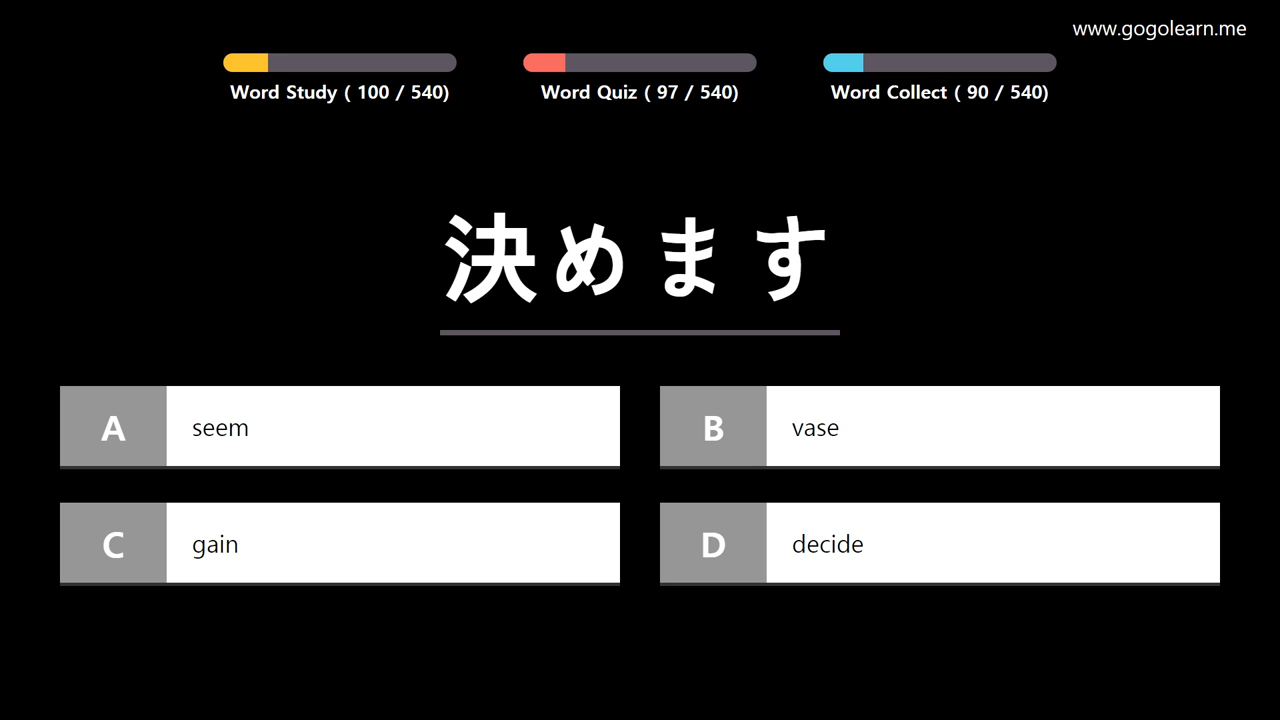 www.gogolearn.me
Word Study ( 100 / 540)
Word Quiz ( 97 / 540)
Word Collect ( 90 / 540)
決めます
A seem
B vase
C gain
D decide